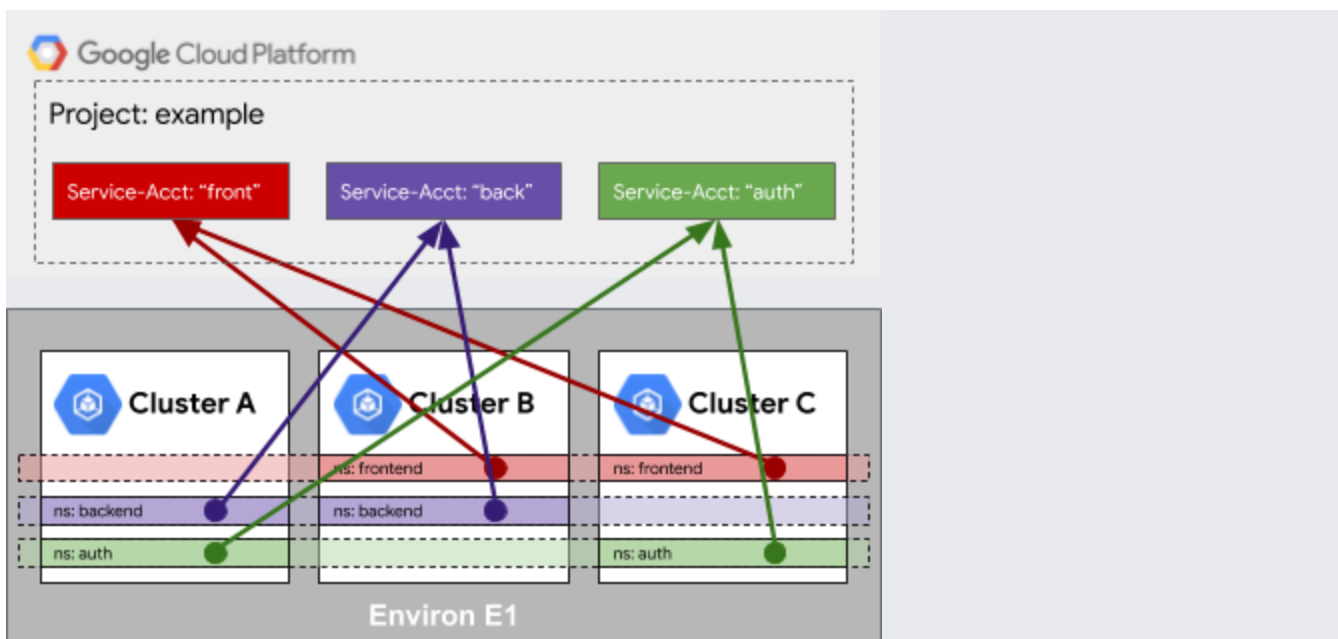 Google Cloud Platform
Project: example
Service-Acct: “front”
Service-Acct: “back”
Service-Acct: “auth”
Cluster A
Cluster B
Cluster C
ns: frontend
ns: frontend
ns: backend
ns: backend
ns: auth
ns: auth
Environ E1